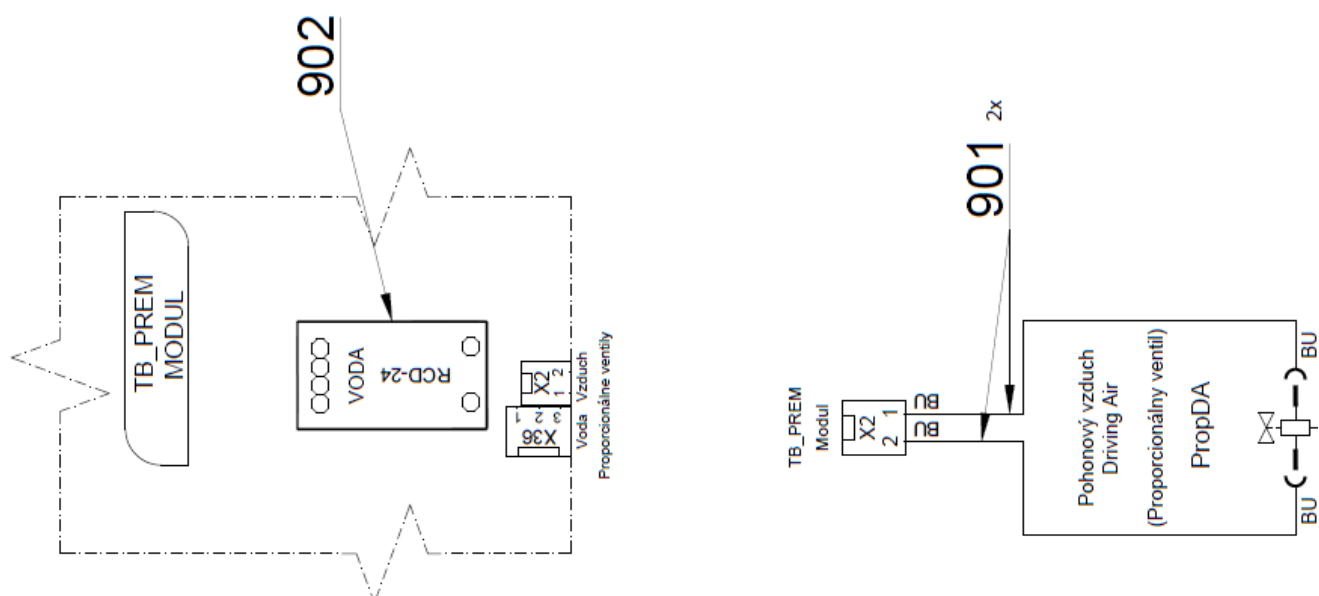 902
TB_PREM
MODUL
VODA
RCD-24
X36
1 2 3
X2
1 2
Voda Vzduch
Proporcionálne ventily
901 2x
TB_PREM
Modul
X2
2 1
BU
BU
Pohonový vzduch
Driving Air
(Proporcionálny ventil)
PropDA
BU
BU